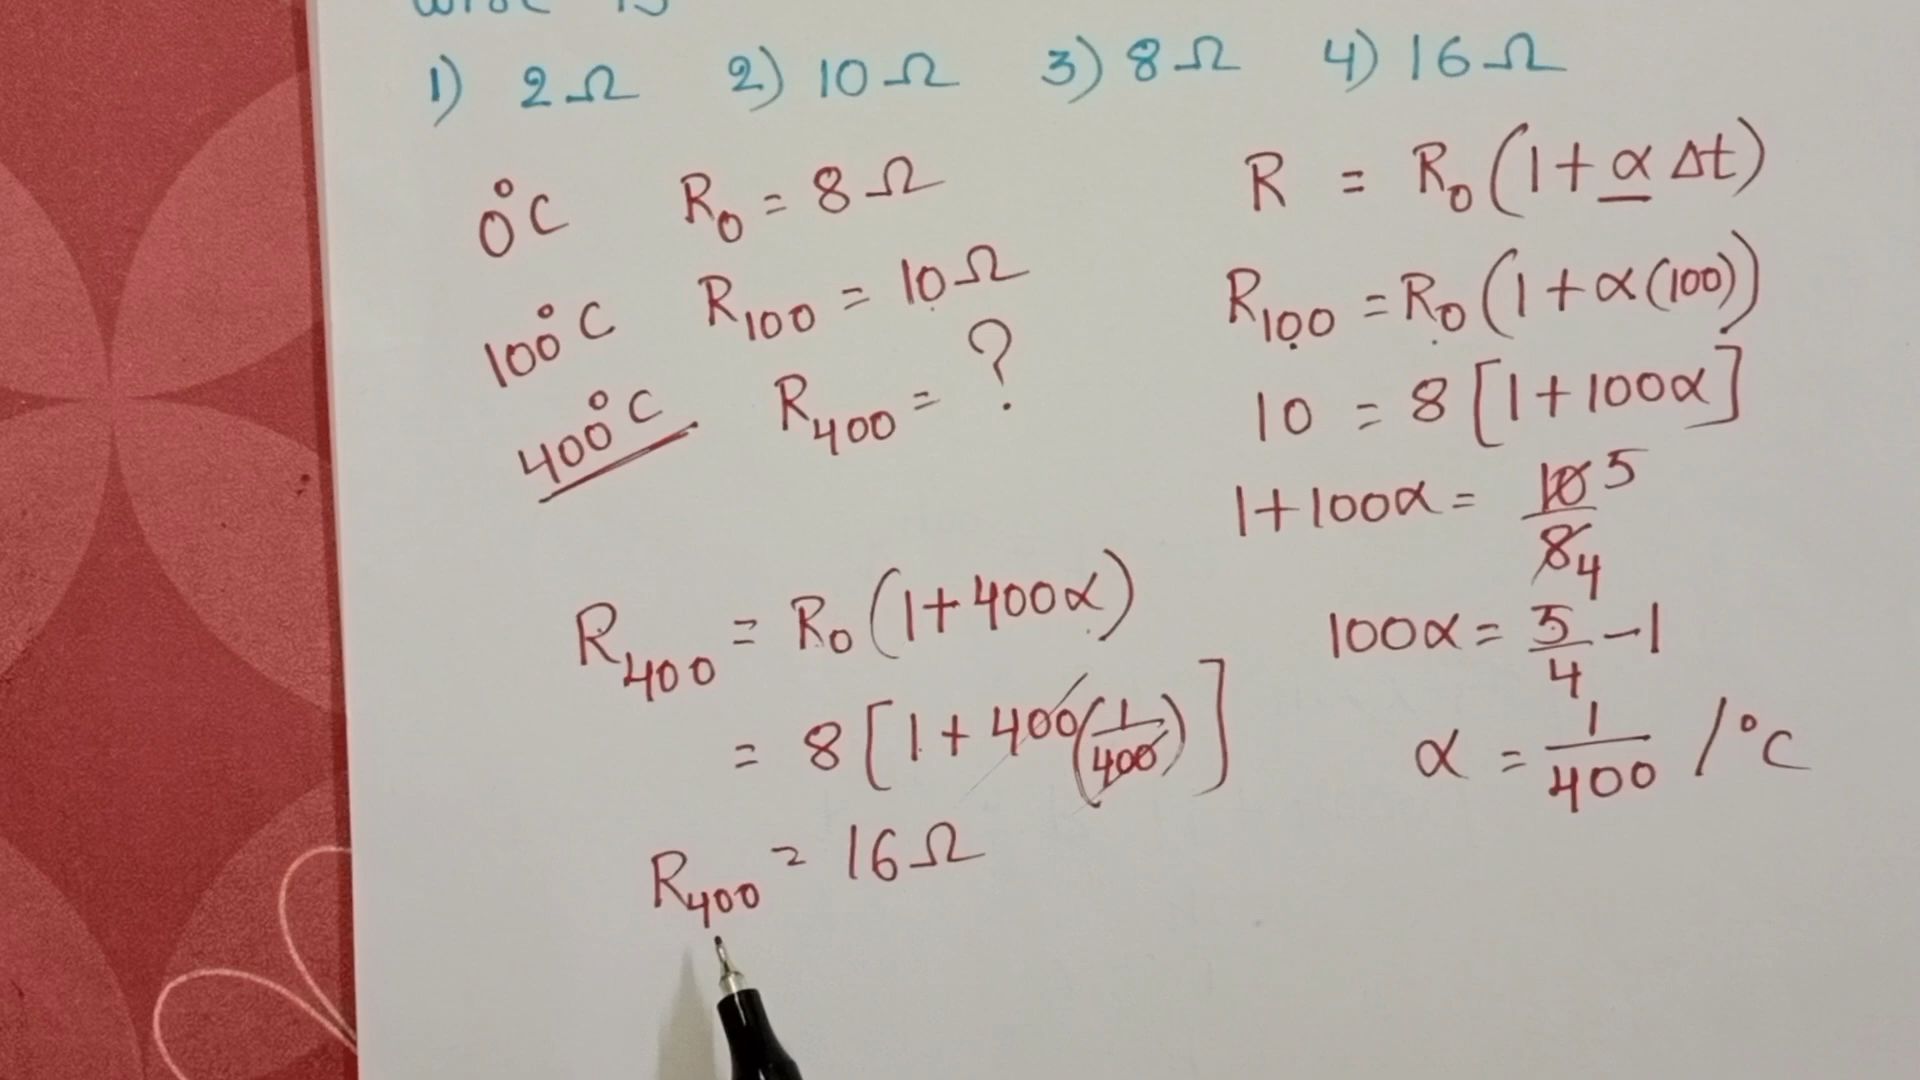 1) 2Ω 2) 10Ω 3) 8Ω 4) 16Ω
0°C R₀ = 8Ω
100°C R₁₀₀ = 10Ω
400°C R₄₀₀ = ?
R₄₀₀ = R₀(1+400α)
= 8[1+400(1/400)]
R₄₀₀ = 16Ω
R = R₀(1+αΔt)
R₁₀₀ = R₀(1+α(100))
10 = 8[1+100α]
1+100α = 10/8 5/4
100α = 5/4 - 1
α = 1/400 /°C